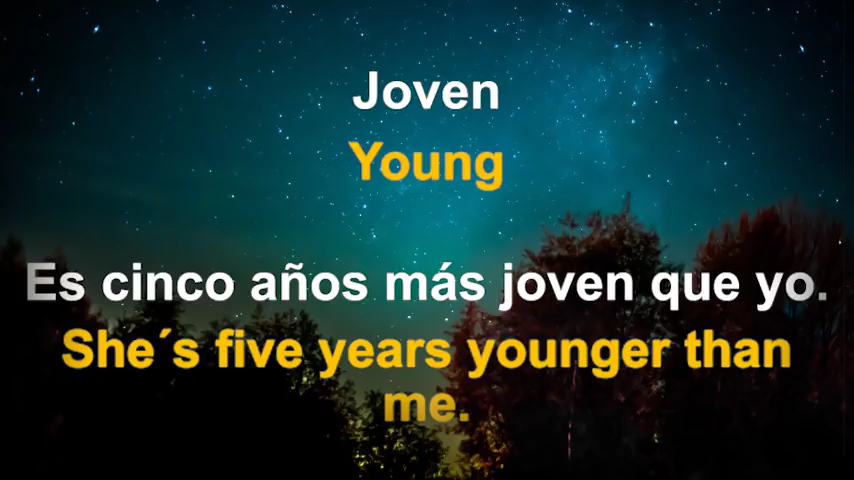 Joven
Young
Es cinco años más joven que yo.
She´s five years younger than
me.